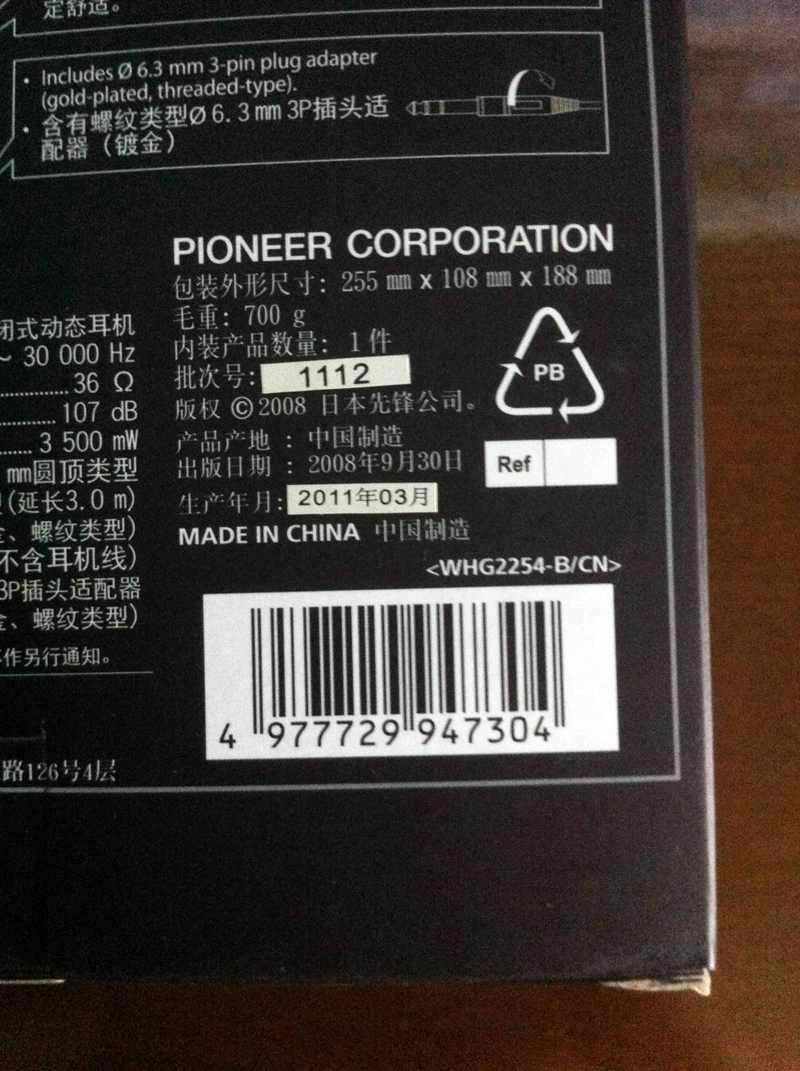 定舒适。
• Includes Ø 6.3 mm 3-pin plug adapter
(gold-plated, threaded-type).
• 含有螺纹类型Ø 6.3 mm 3P插头适
配器（镀金）
PIONEER CORPORATION
包装外形尺寸: 255 mm x 108 mm x 188 mm
毛重: 700 g
内装产品数量: 1 件
批次号: 1112
版权 ©2008 日本先锋公司。
产品产地 : 中国制造
出版日期 : 2008年9月30日
生产年月: 2011年03月
MADE IN CHINA 中国制造
<WHG2254-B/CN>
PB
Ref
闭式动态耳机
~ 30 000 Hz
36 Ω
107 dB
3 500 mW
mm圆顶类型
(延长3.0 m)
、螺纹类型)
不含耳机线)
3P插头适配器
、螺纹类型)
作另行通知。
路126号4层
4 977729 947304